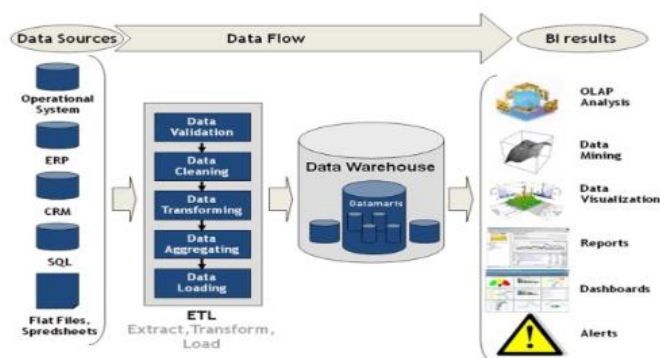 Data Sources
Data Flow
BI results
Operational
System
ERP
CRM
SQL
Flat Files,
Spredsheets
Data
Validation
Data
Cleaning
Data
Transforming
Data
Aggregating
Data
Loading
ETL
Extract, Transform,
Load
Data Warehouse
Datamarts
OLAP
Analysis
Data
Mining
Data
Visualization
Reports
Dashboards
Alerts